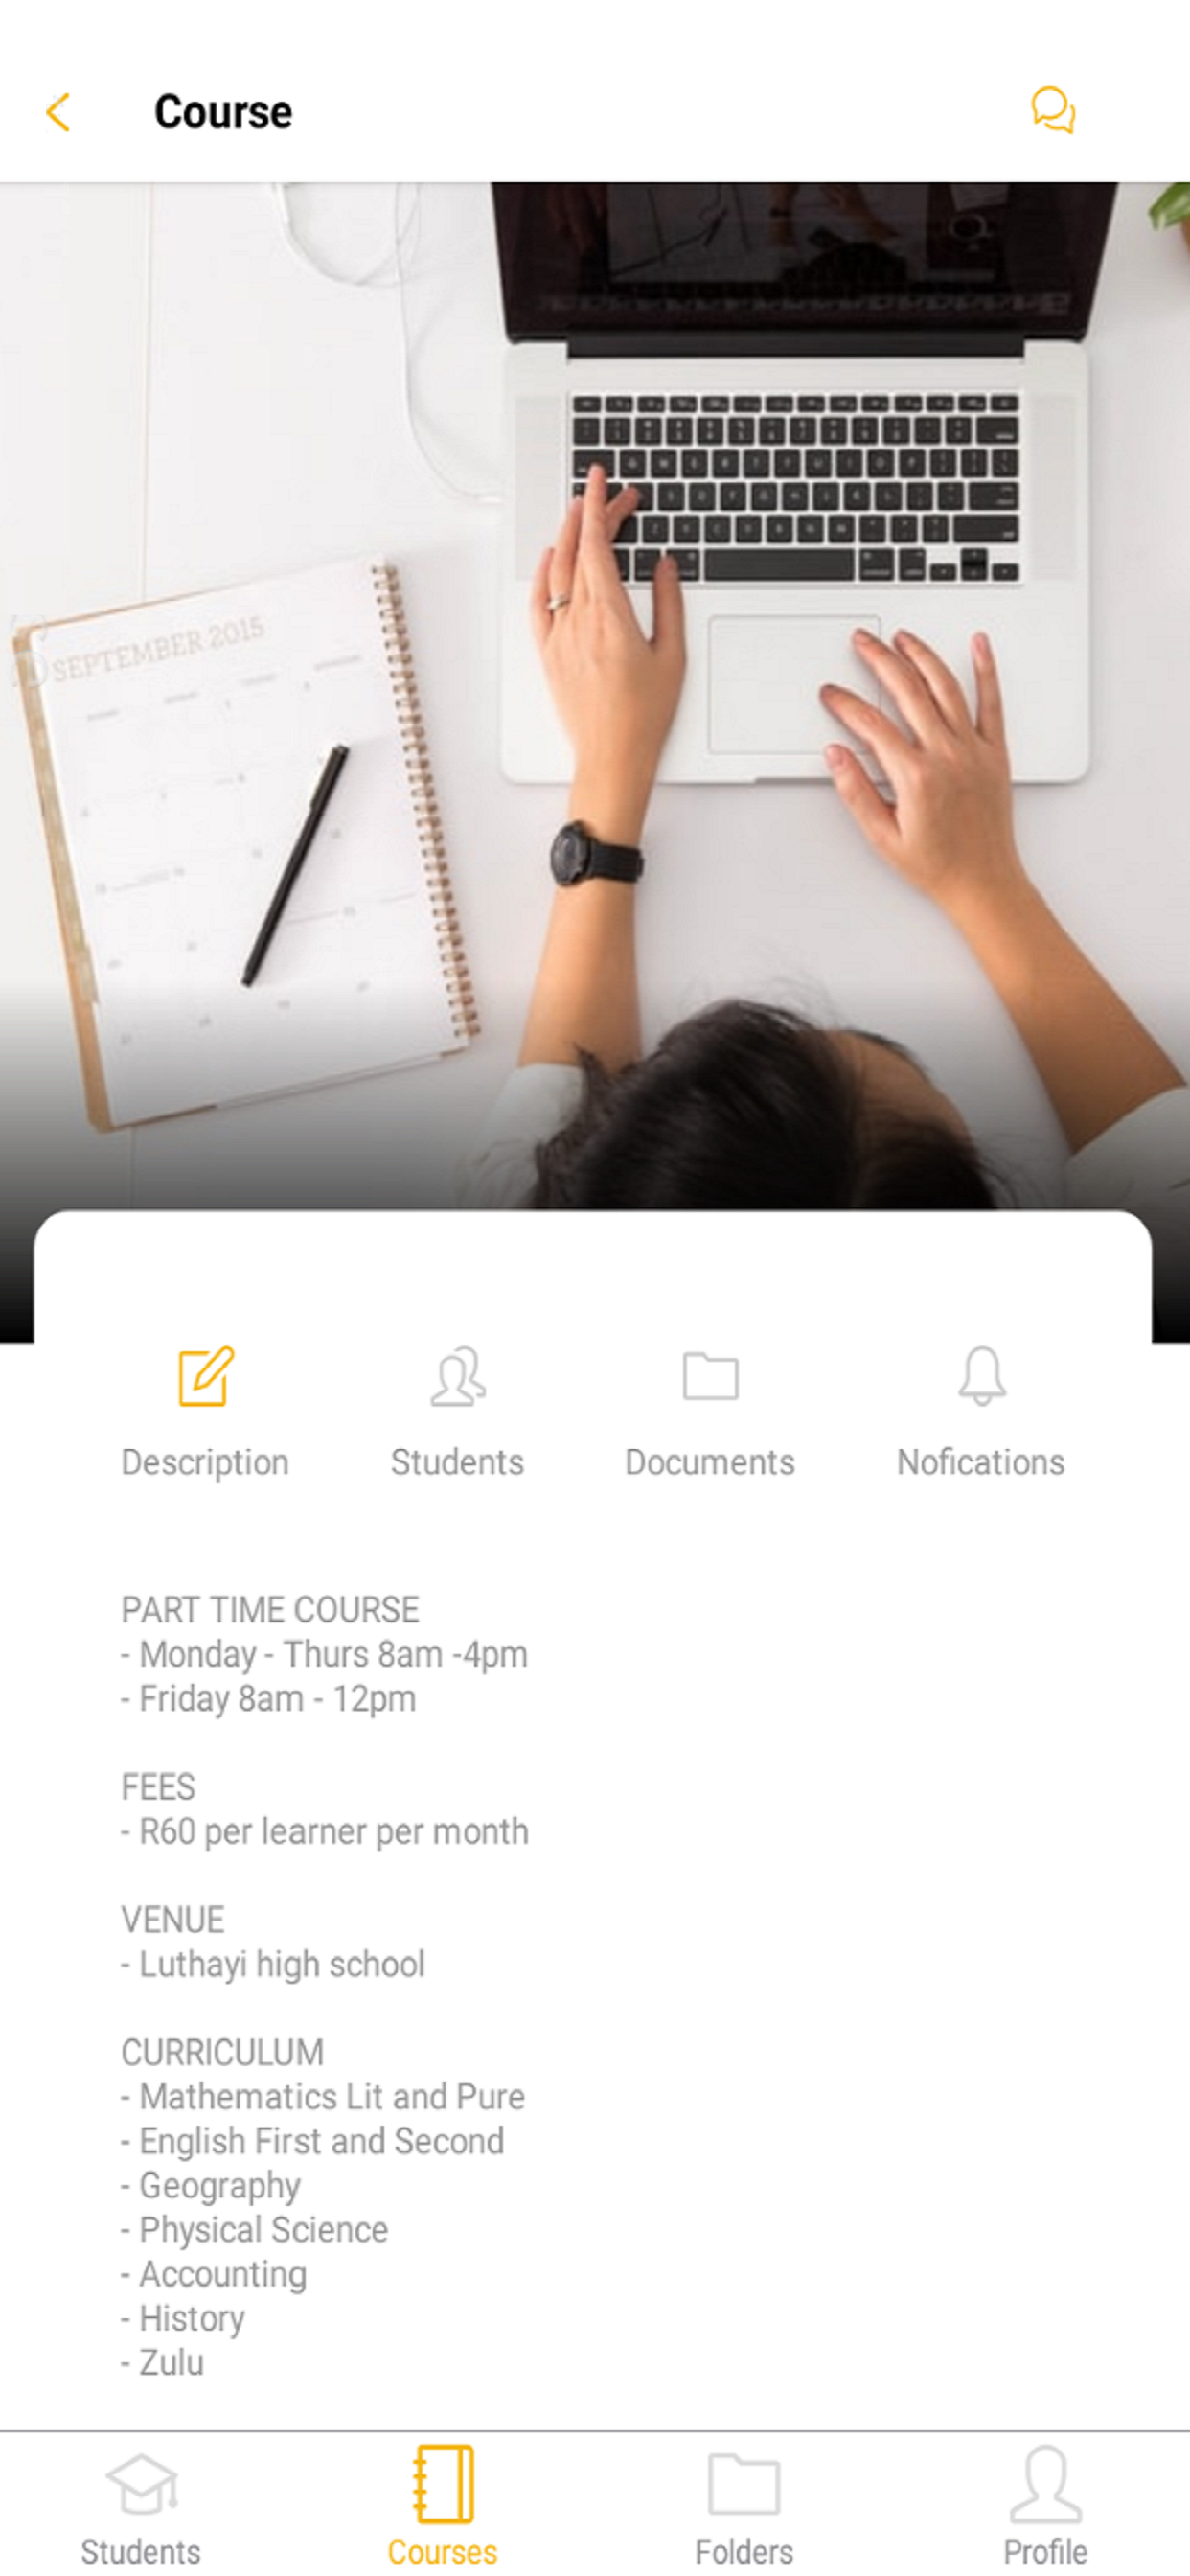 Course
SEPTEMBER 2015
Description
Students
Documents
Nofications
PART TIME COURSE
- Monday - Thurs 8am -4pm
- Friday 8am - 12pm
FEES
- R60 per learner per month
VENUE
- Luthayi high school
CURRICULUM
- Mathematics Lit and Pure
- English First and Second
- Geography
- Physical Science
- Accounting
- History
- Zulu
Students
Courses
Folders
Profile